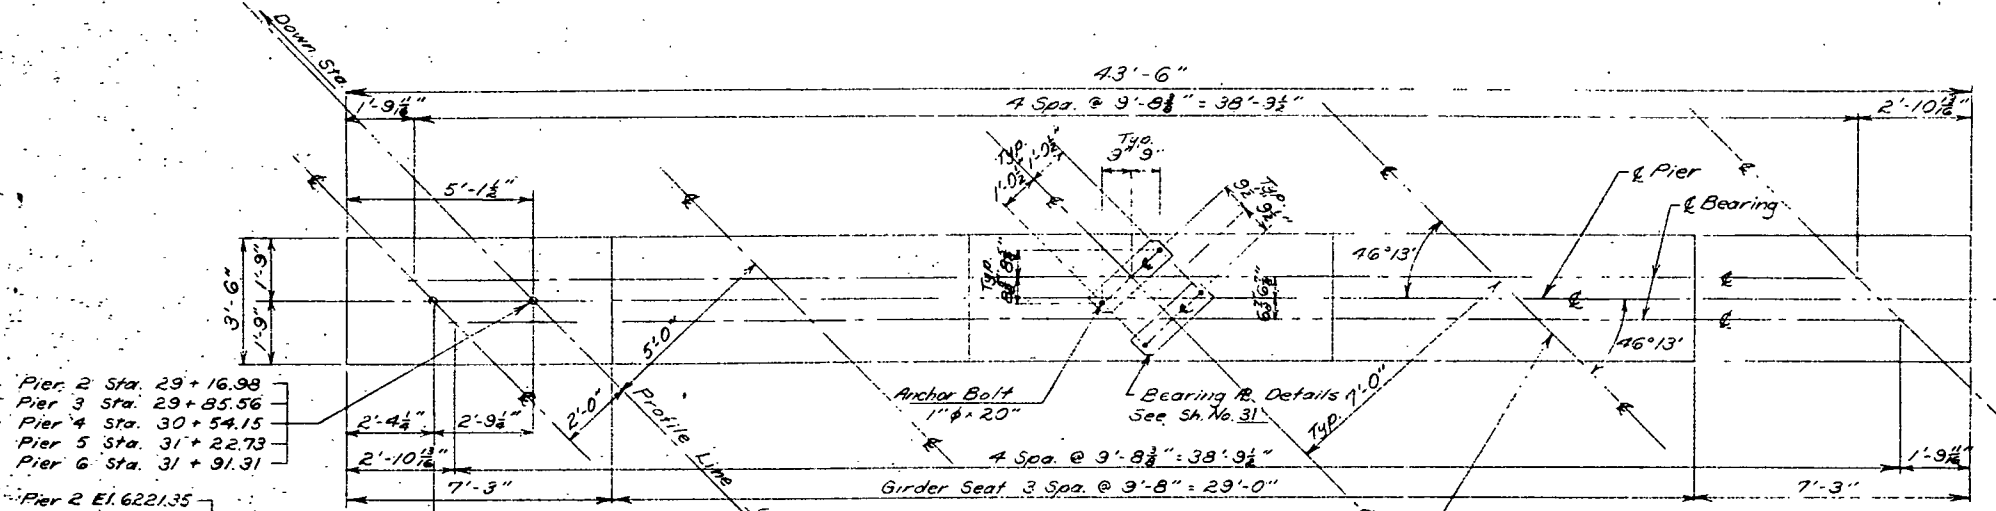 Down Sta.
43'-6"
1'-9 11/16"
4 Spa. @ 9'-8 3/8" = 38'-9 1/2"
2'-10 13/16"
Typ.
1'-0 1/2"
1'-0 1/2"
Typ.
9" 9"
Typ.
9 1/2" 9 1/2"
5'-1 1/2"
℄ Pier
℄ Bearing
3'-6"
1'-9"
1'-9"
Typ.
46°13'
46°13'
5'-0"
2'-0"
Profile Line
Typ. 7'-0"
Pier 2 Sta. 29 + 16.98
Pier 3 Sta. 29 + 85.56
Pier 4 Sta. 30 + 54.15
Pier 5 Sta. 31 + 22.73
Pier 6 Sta. 31 + 91.31
Anchor Bolt
1" ϕ x 20"
Bearing ℞ Details
See Sh. No. 31
2'-4 1/4"
2'-9 1/4"
2'-10 13/16"
4 Spa. @ 9'-8 3/8" = 38'-9 1/2"
1'-9 11/16"
7'-3"
Girder Seat 3 Spa. @ 9'-8" = 29'-0"
7'-3"
Pier 2 El. 6221.35